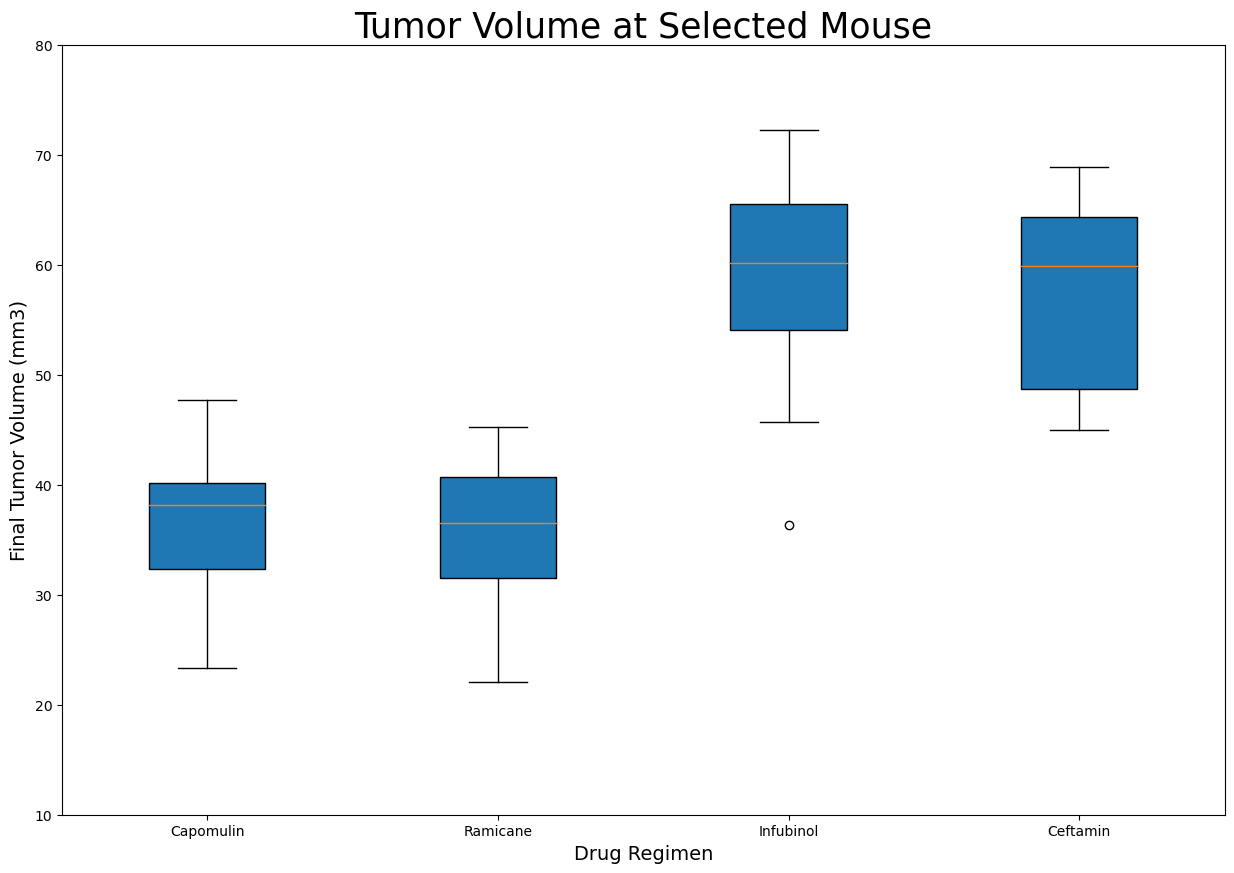 Tumor Volume at Selected Mouse
80
70
60
50
40
30
20
10
Final Tumor Volume (mm3)
Capomulin
Ramicane
Infubinol
Ceftamin
Drug Regimen